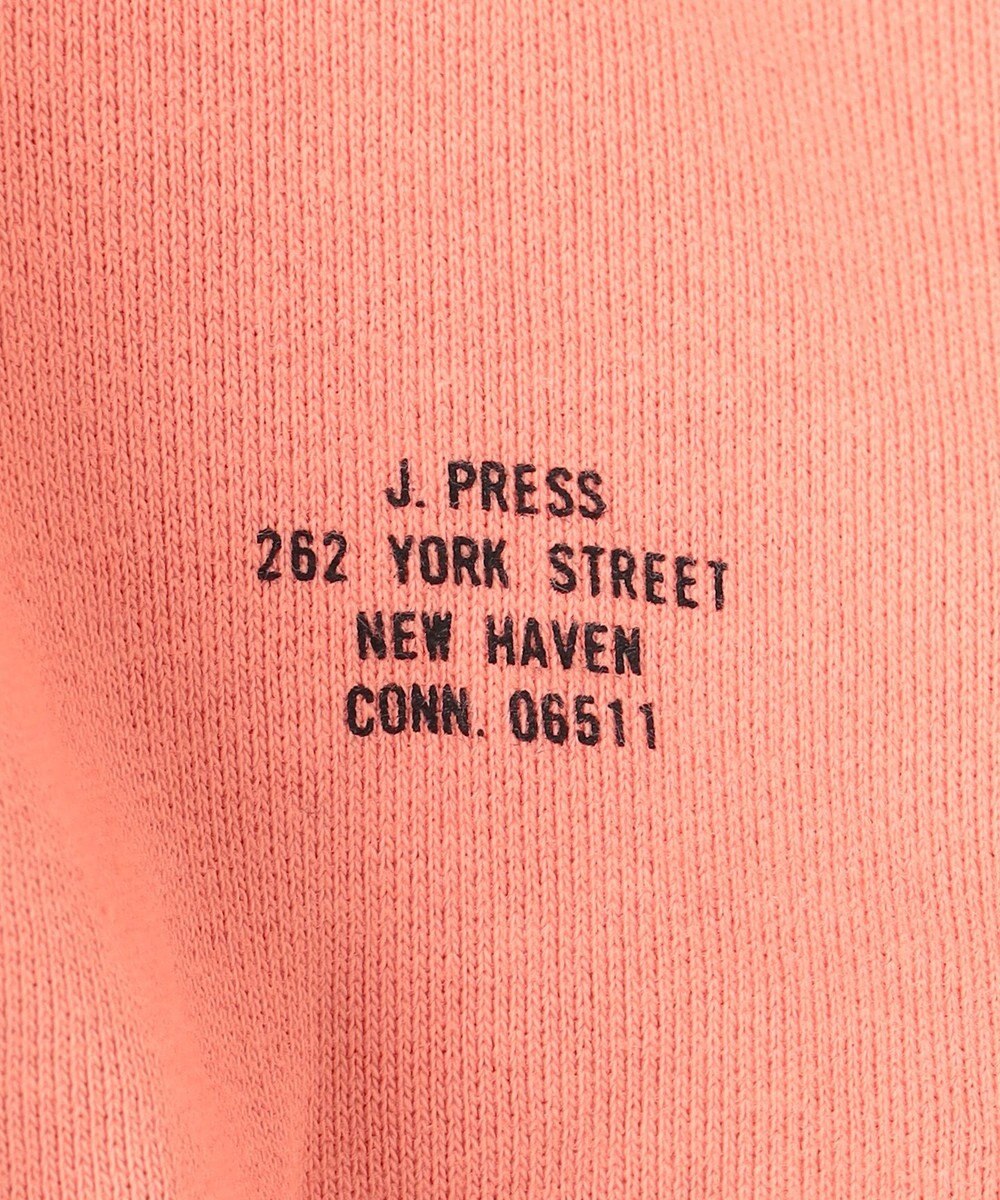 J. PRESS
262 YORK STREET
NEW HAVEN
CONN. 06511